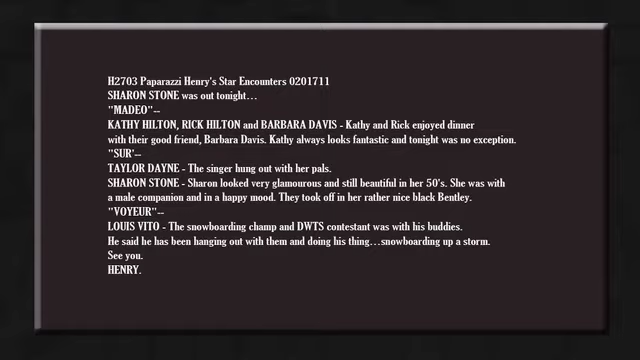 H2703 Paparazzi Henry's Star Encounters 0201711
SHARON STONE was out tonight…
"MADEO"--
KATHY HILTON, RICK HILTON and BARBARA DAVIS - Kathy and Rick enjoyed dinner
with their good friend, Barbara Davis. Kathy always looks fantastic and tonight was no exception.
"SUR'--
TAYLOR DAYNE - The singer hung out with her pals.
SHARON STONE - Sharon looked very glamourous and still beautiful in her 50's. She was with
a male companion and in a happy mood. They took off in her rather nice black Bentley.
"VOYEUR"--
LOUIS VITO - The snowboarding champ and DWTS contestant was with his buddies.
He said he has been hanging out with them and doing his thing…snowboarding up a storm.
See you.
HENRY.